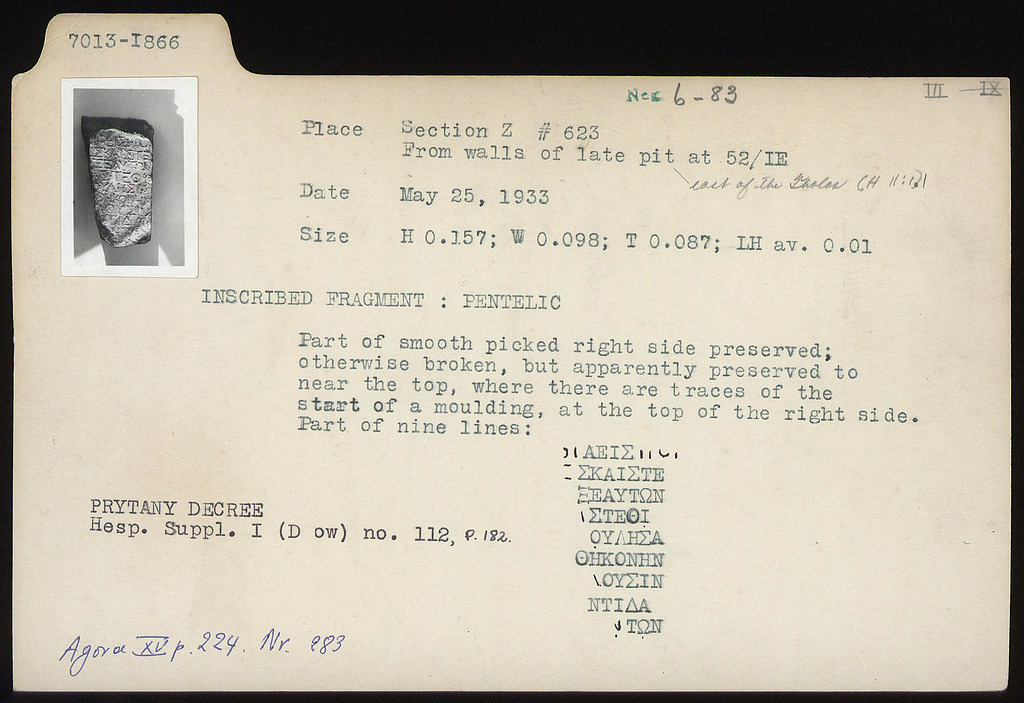 7013-I866
Neg 6-83
III IX
Place Section Z # 623
From walls of late pit at 52/IE
east of the Tholos (H 11:1)
Date May 25, 1933
Size H 0.157; W 0.098; T 0.087; LH av. 0.01
INSCRIBED FRAGMENT : PENTELIC
Part of smooth picked right side preserved;
otherwise broken, but apparently preserved to
near the top, where there are traces of the
start of a moulding, at the top of the right side.
Part of nine lines:
ΑΕΙΣ
ΣΚΑΙΣΤΕ
ΞΕΑΥΤΩΝ
ΣΤΕΘΙ
ΟΥΛΗΣΑ
ΘΗΚΟΝΗΝ
ΟΥΣΙΝ
ΝΤΙΔΑ
ΤΩΝ
PRYTANY DECREE
Hesp. Suppl. I (D ow) no. 112, p. 182.
Agora XV p. 224. Nr. 283